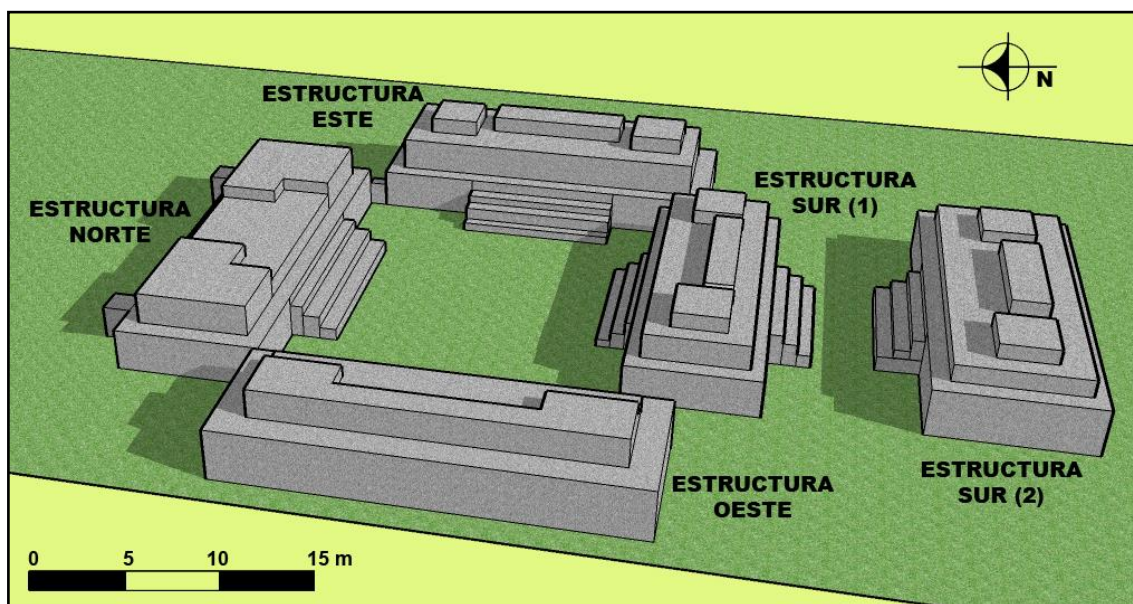 N
ESTRUCTURA
ESTE
ESTRUCTURA
SUR (1)
ESTRUCTURA
NORTE
ESTRUCTURA
SUR (2)
ESTRUCTURA
OESTE
0 5 10 15 m